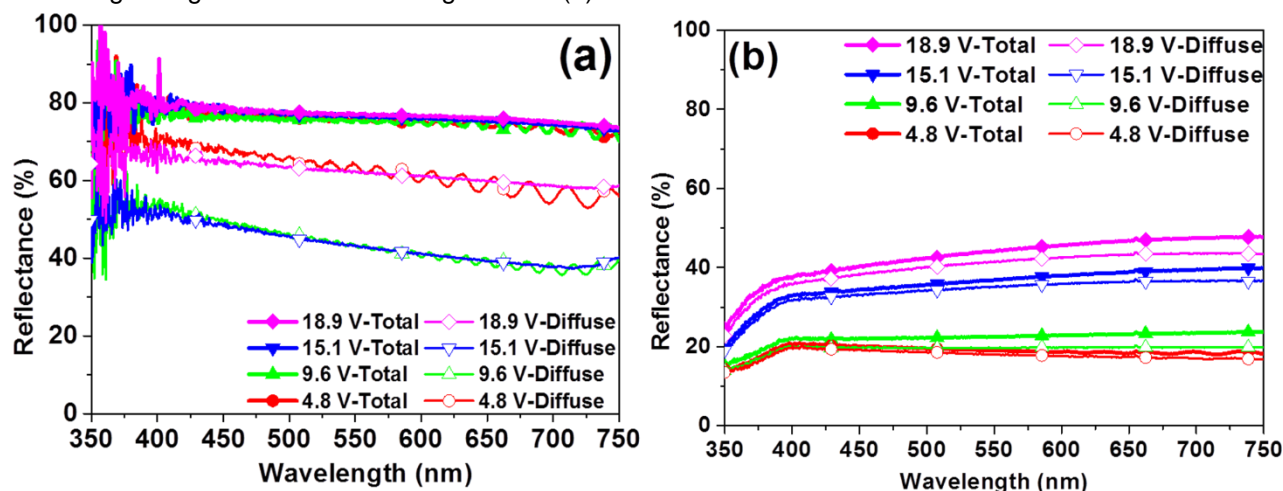 (a)
100
80
60
40
20
0
Reflectance (%)
18.9 V-Total 18.9 V-Diffuse
15.1 V-Total 15.1 V-Diffuse
9.6 V-Total 9.6 V-Diffuse
4.8 V-Total 4.8 V-Diffuse
350 400 450 500 550 600 650 700 750
Wavelength (nm)
(b)
100
80
60
40
20
0
Reflectance (%)
18.9 V-Total 18.9 V-Diffuse
15.1 V-Total 15.1 V-Diffuse
9.6 V-Total 9.6 V-Diffuse
4.8 V-Total 4.8 V-Diffuse
350 400 450 500 550 600 650 700 750
Wavelength (nm)